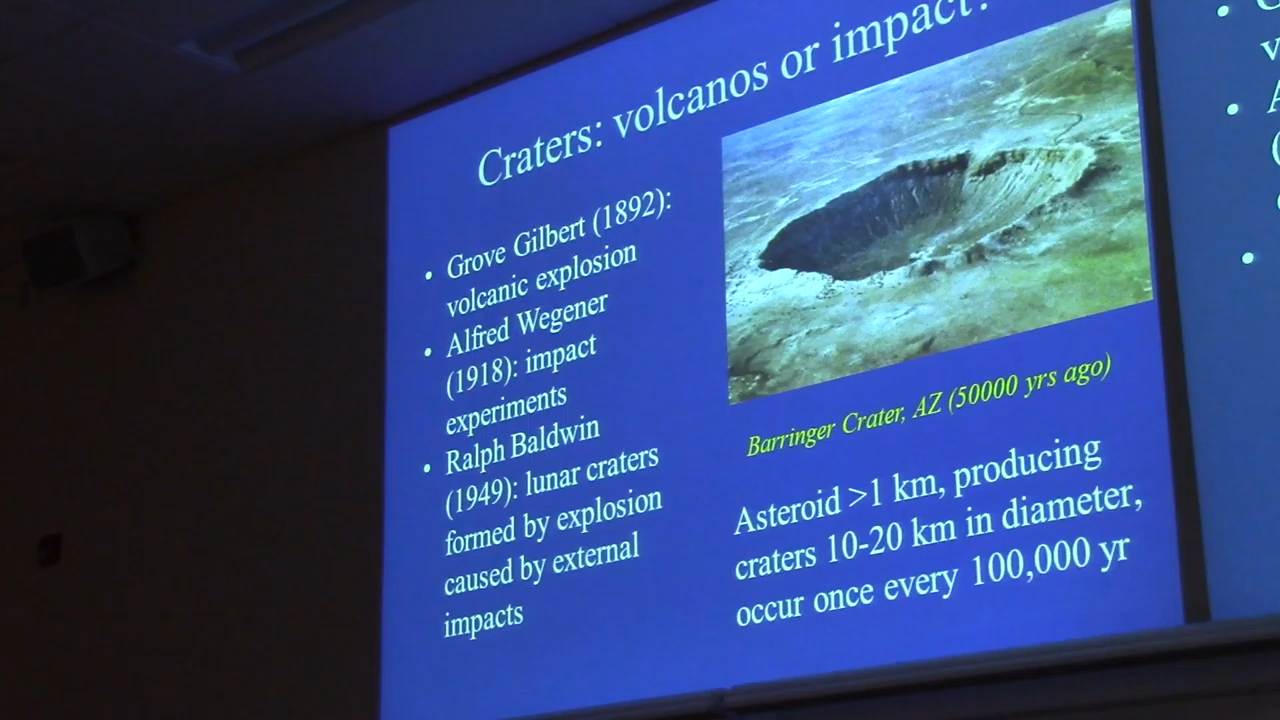 Craters: volcanos or impact?
• Grove Gilbert (1892):
volcanic explosion
• Alfred Wegener
(1918): impact
experiments
• Ralph Baldwin
(1949): lunar craters
formed by explosion
caused by external
impacts
Barringer Crater, AZ (50000 yrs ago)
Asteroid >1 km, producing
craters 10-20 km in diameter,
occur once every 100,000 yr